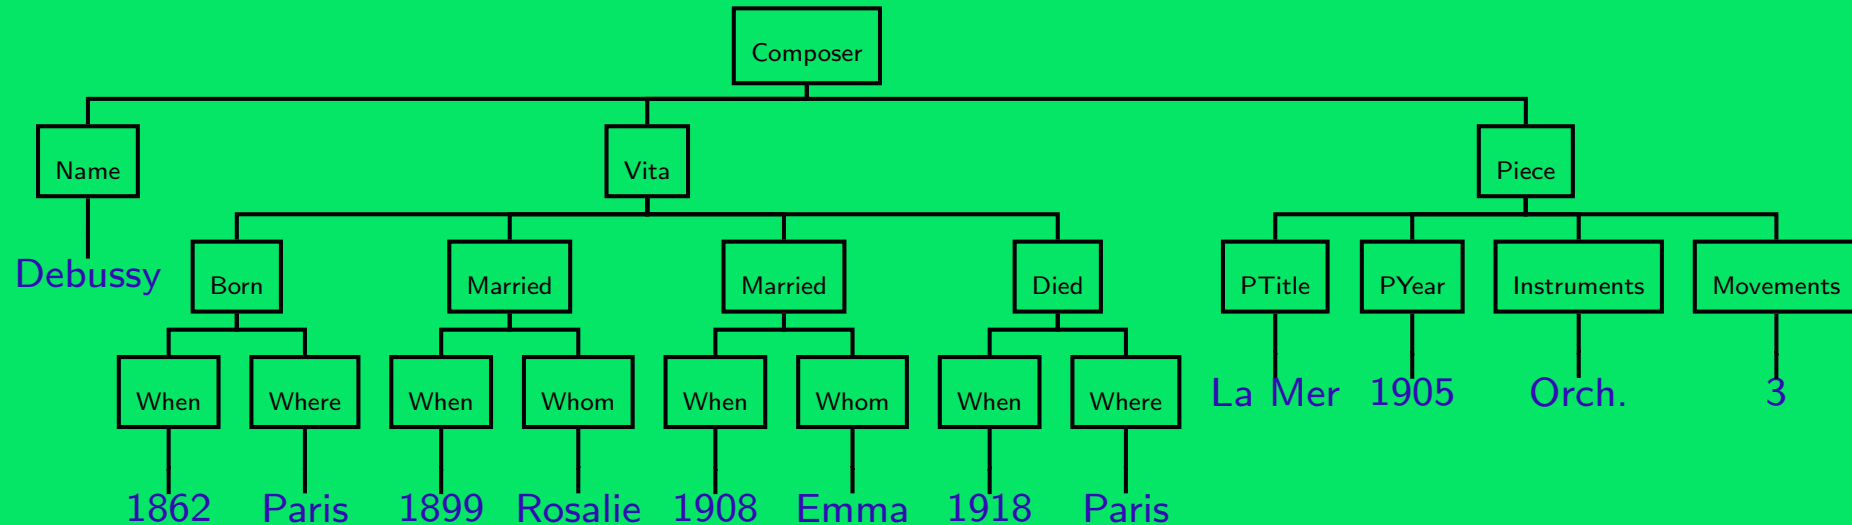 Composer
Name Vita Piece
Debussy Born Married Married Died PTitle PYear Instruments Movements
When Where When Whom When Whom When Where La Mer 1905 Orch. 3
1862 Paris 1899 Rosalie 1908 Emma 1918 Paris